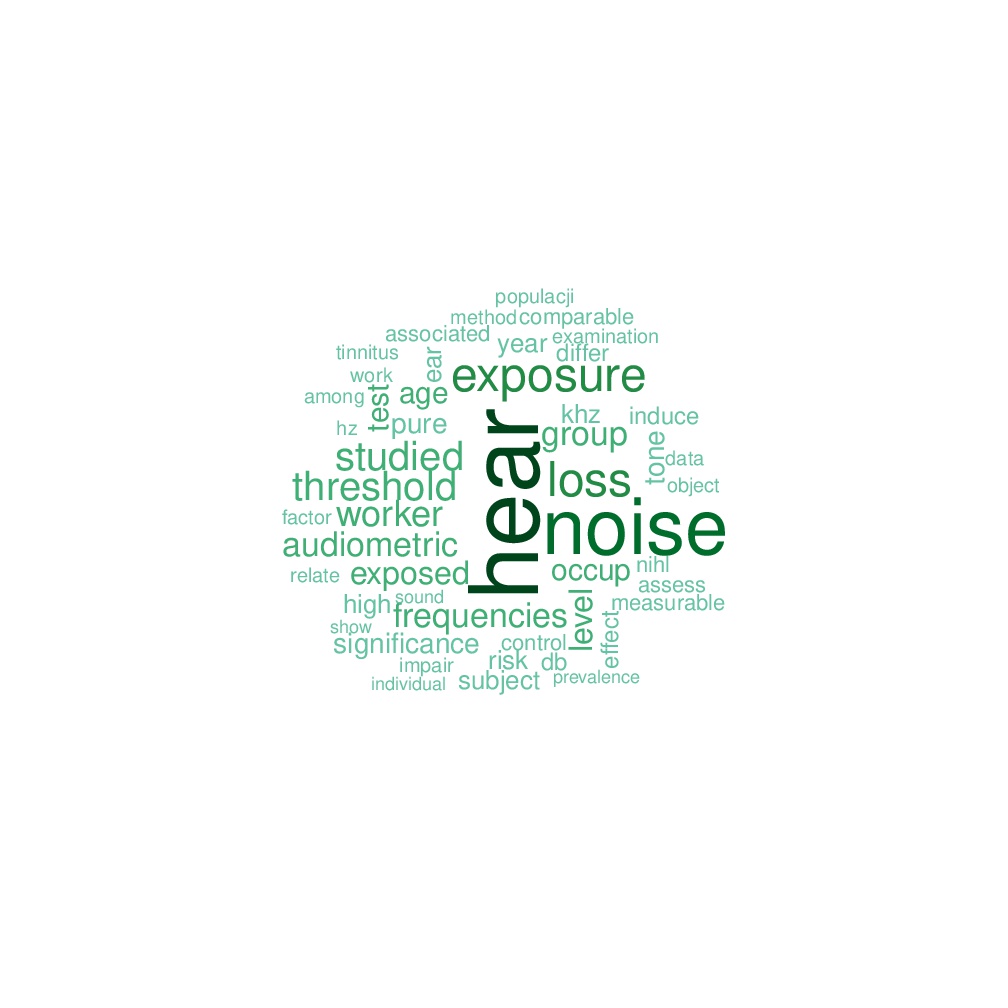 populacji
method
comparable
associated
examination
year
tinnitus
differ
ear
exposure
work
age
among
test
khz
induce
pure
hear
hz
group
tone
studied
data
loss
threshold
object
factor
worker
noise
audiometric
nihl
relate
exposed
occup
assess
sound
high
measurable
frequencies
level
show
effect
significance
control
risk
db
impair
individual
subject
prevalence